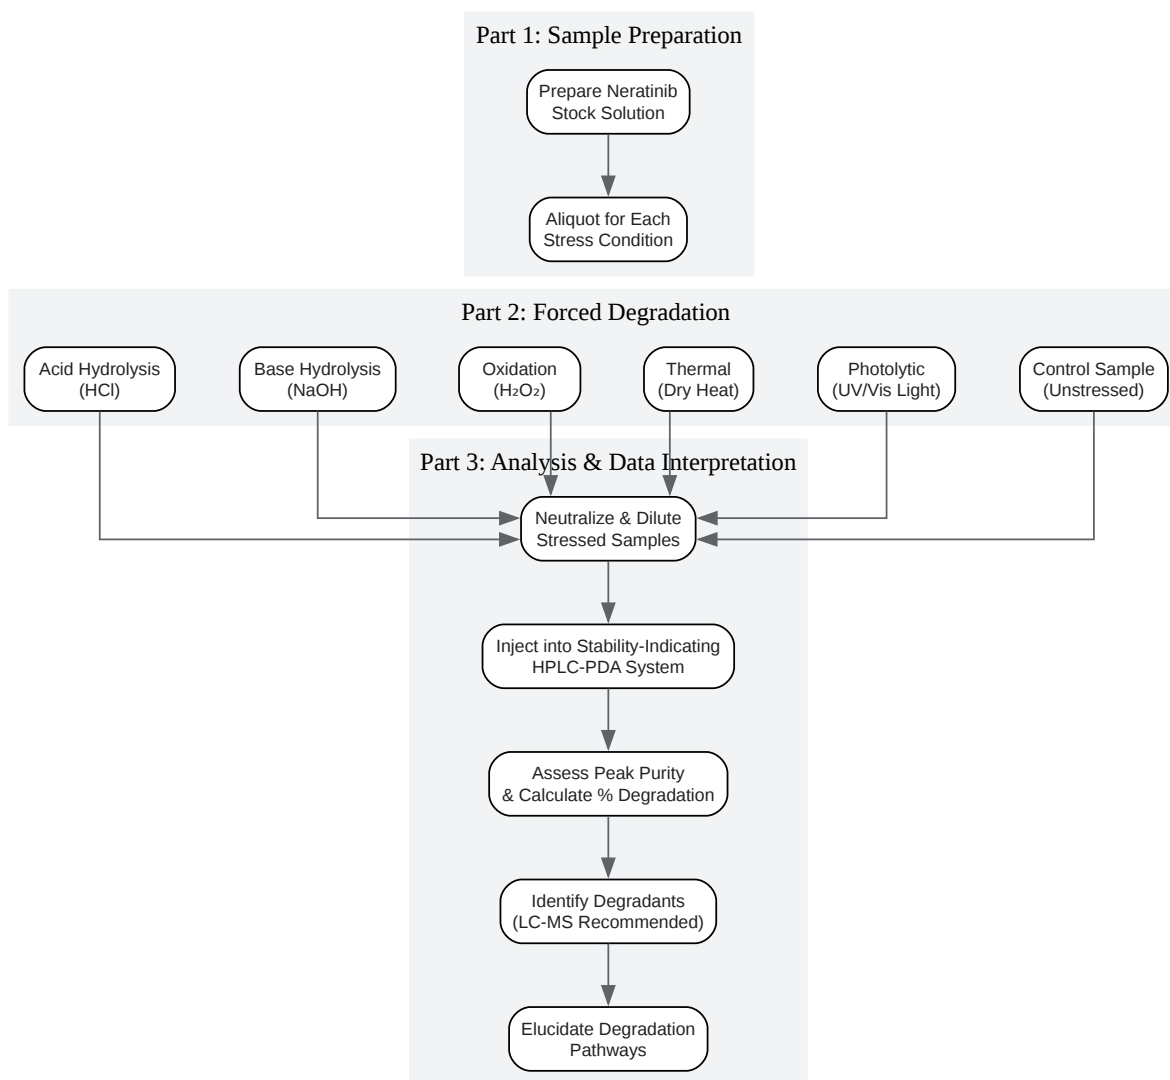 Part 1: Sample Preparation
Prepare Neratinib
Stock Solution
Aliquot for Each
Stress Condition
Part 2: Forced Degradation
Acid Hydrolysis
(HCl)
Base Hydrolysis
(NaOH)
Oxidation
(H₂O₂)
Thermal
(Dry Heat)
Photolytic
(UV/Vis Light)
Control Sample
(Unstressed)
Part 3: Analysis & Data Interpretation
Neutralize & Dilute
Stressed Samples
Inject into Stability-Indicating
HPLC-PDA System
Assess Peak Purity
& Calculate % Degradation
Identify Degradants
(LC-MS Recommended)
Elucidate Degradation
Pathways